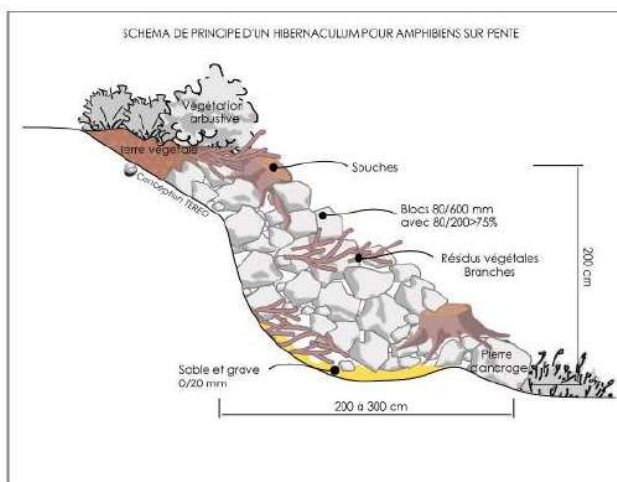 SCHEMA DE PRINCIPE D'UN HIBERNACULUM POUR AMPHIBIENS SUR PENTE
Végétation
arbustive
Terre végétale
Souches
Conception TEREO
Blocs 80/600 mm
avec 80/200>75%
Résidus végétales
Branches
200 cm
Sable et grave
0/20 mm
Pierre
d'ancrage
200 à 300 cm